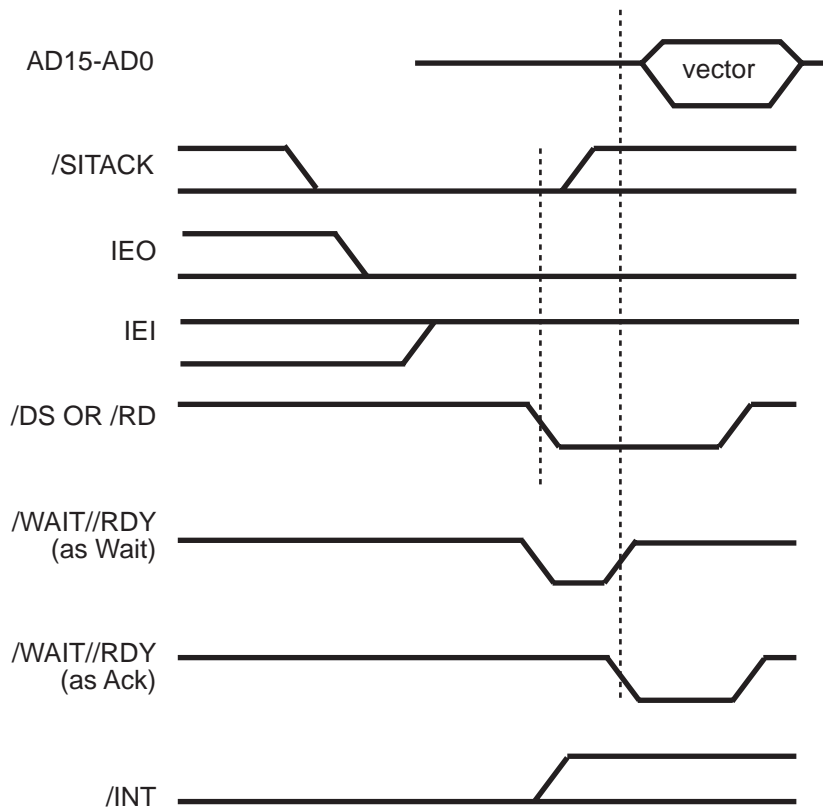 AD15-AD0
vector
/SITACK
IEO
IEI
/DS OR /RD
/WAIT//RDY
(as Wait)
/WAIT//RDY
(as Ack)
/INT